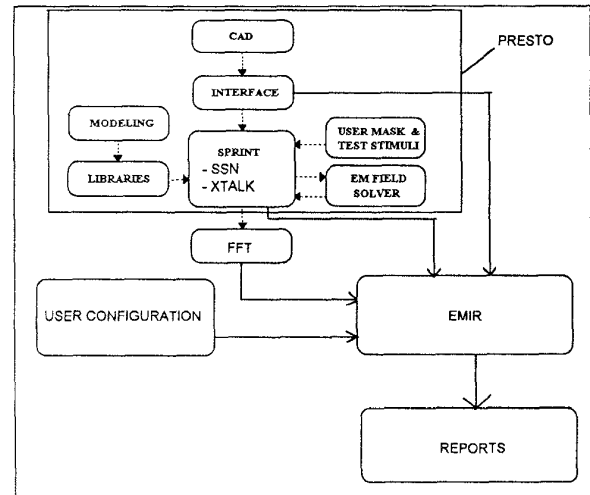 CAD
PRESTO
INTERFACE
MODELING
USER MASK &
TEST STIMULI
SPRINT
- SSN
- XTALK
LIBRARIES
EM FIELD
SOLVER
FFT
USER CONFIGURATION
EMIR
REPORTS